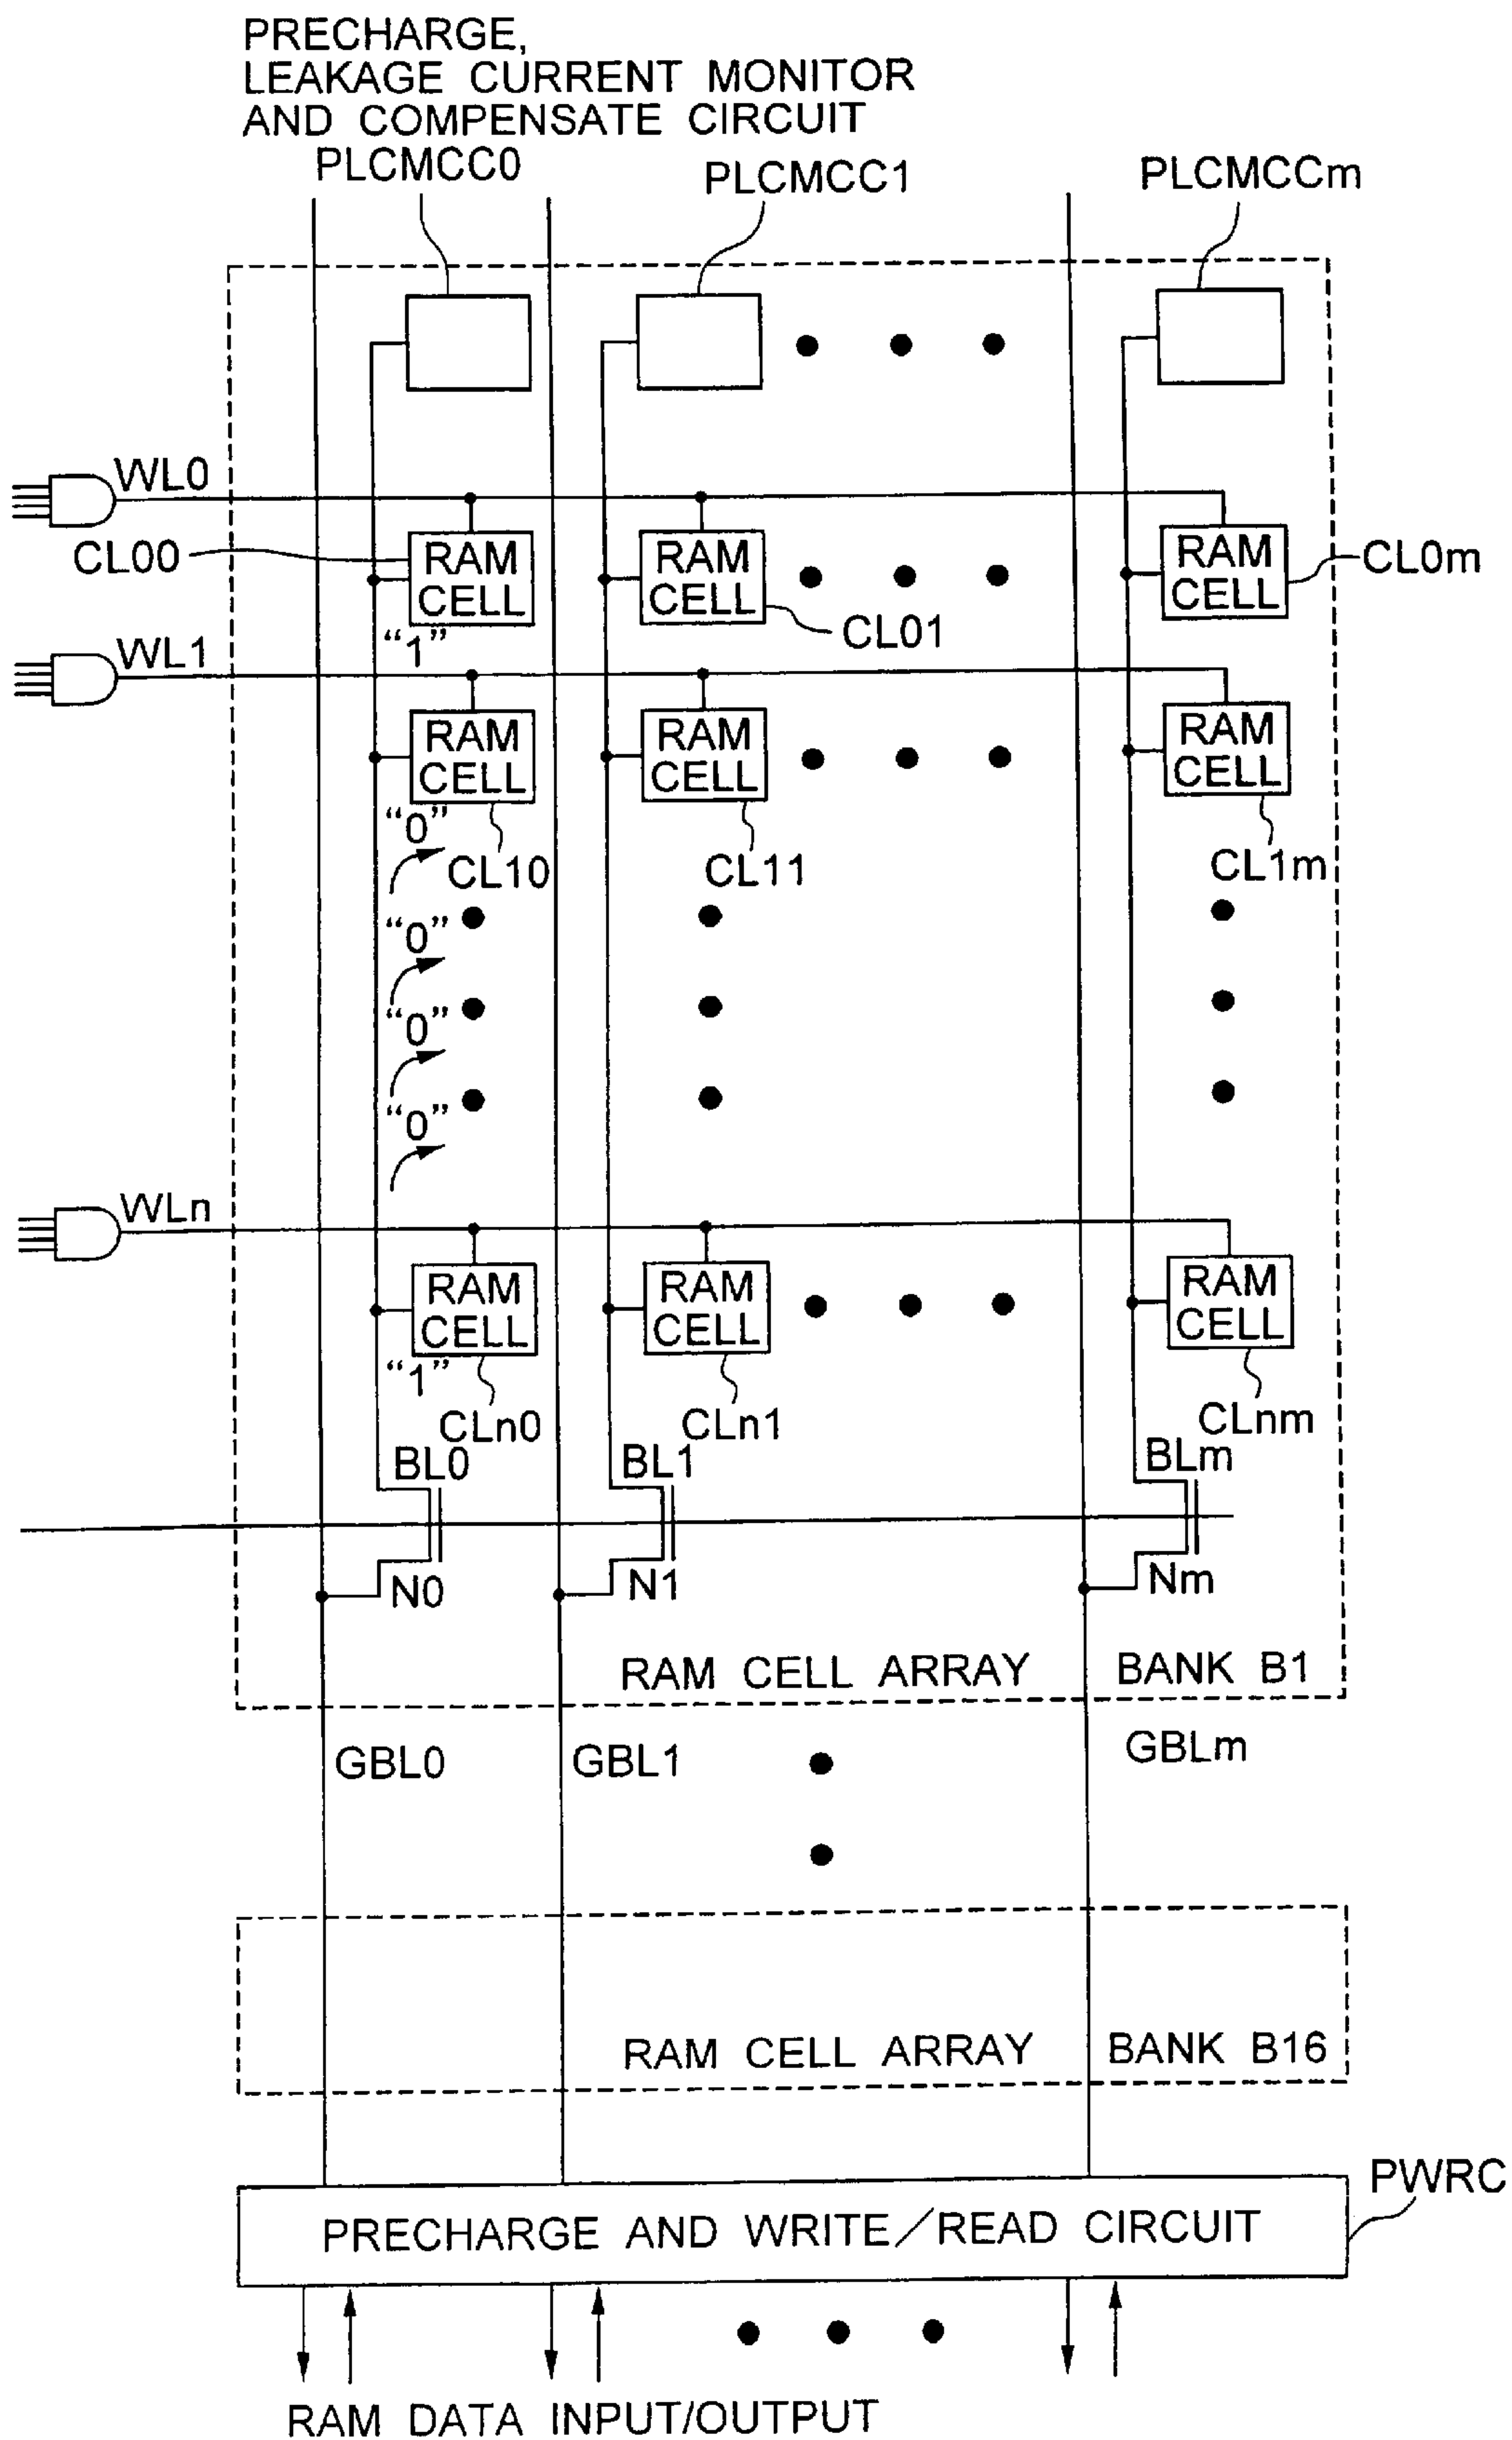 PRECHARGE,
LEAKAGE CURRENT MONITOR
AND COMPENSATE CIRCUIT
PLCMCC0
PLCMCC1
PLCMCCm
WL0
CL00
RAM
CELL
RAM
CELL
RAM
CELL
CL0m
CL01
“1”
WL1
RAM
CELL
RAM
CELL
RAM
CELL
“0”
CL10
CL11
CL1m
“0”
“0”
“0”
WLn
RAM
CELL
RAM
CELL
RAM
CELL
“1”
CLn0
CLn1
CLnm
BL0
BL1
BLm
N0
N1
Nm
RAM CELL ARRAY
BANK B1
GBL0
GBL1
GBLm
RAM CELL ARRAY
BANK B16
PWRC
PRECHARGE AND WRITE/READ CIRCUIT
RAM DATA INPUT/OUTPUT